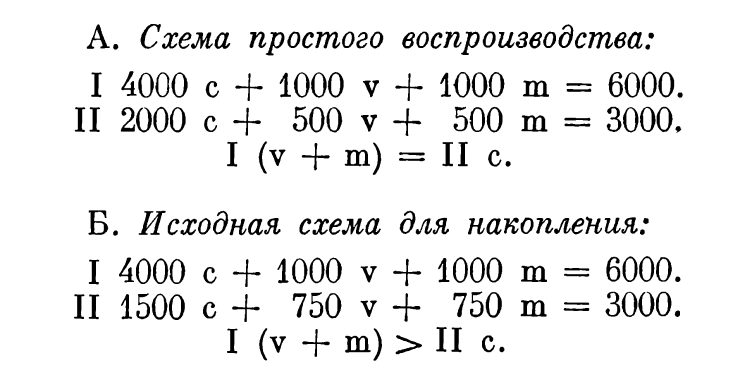 А. Схема простого воспроизводства:
I 4000 c + 1000 v + 1000 m = 6000.
II 2000 c + 500 v + 500 m = 3000.
I (v + m) = II c.
Б. Исходная схема для накопления:
I 4000 c + 1000 v + 1000 m = 6000.
II 1500 c + 750 v + 750 m = 3000.
I (v + m) > II c.